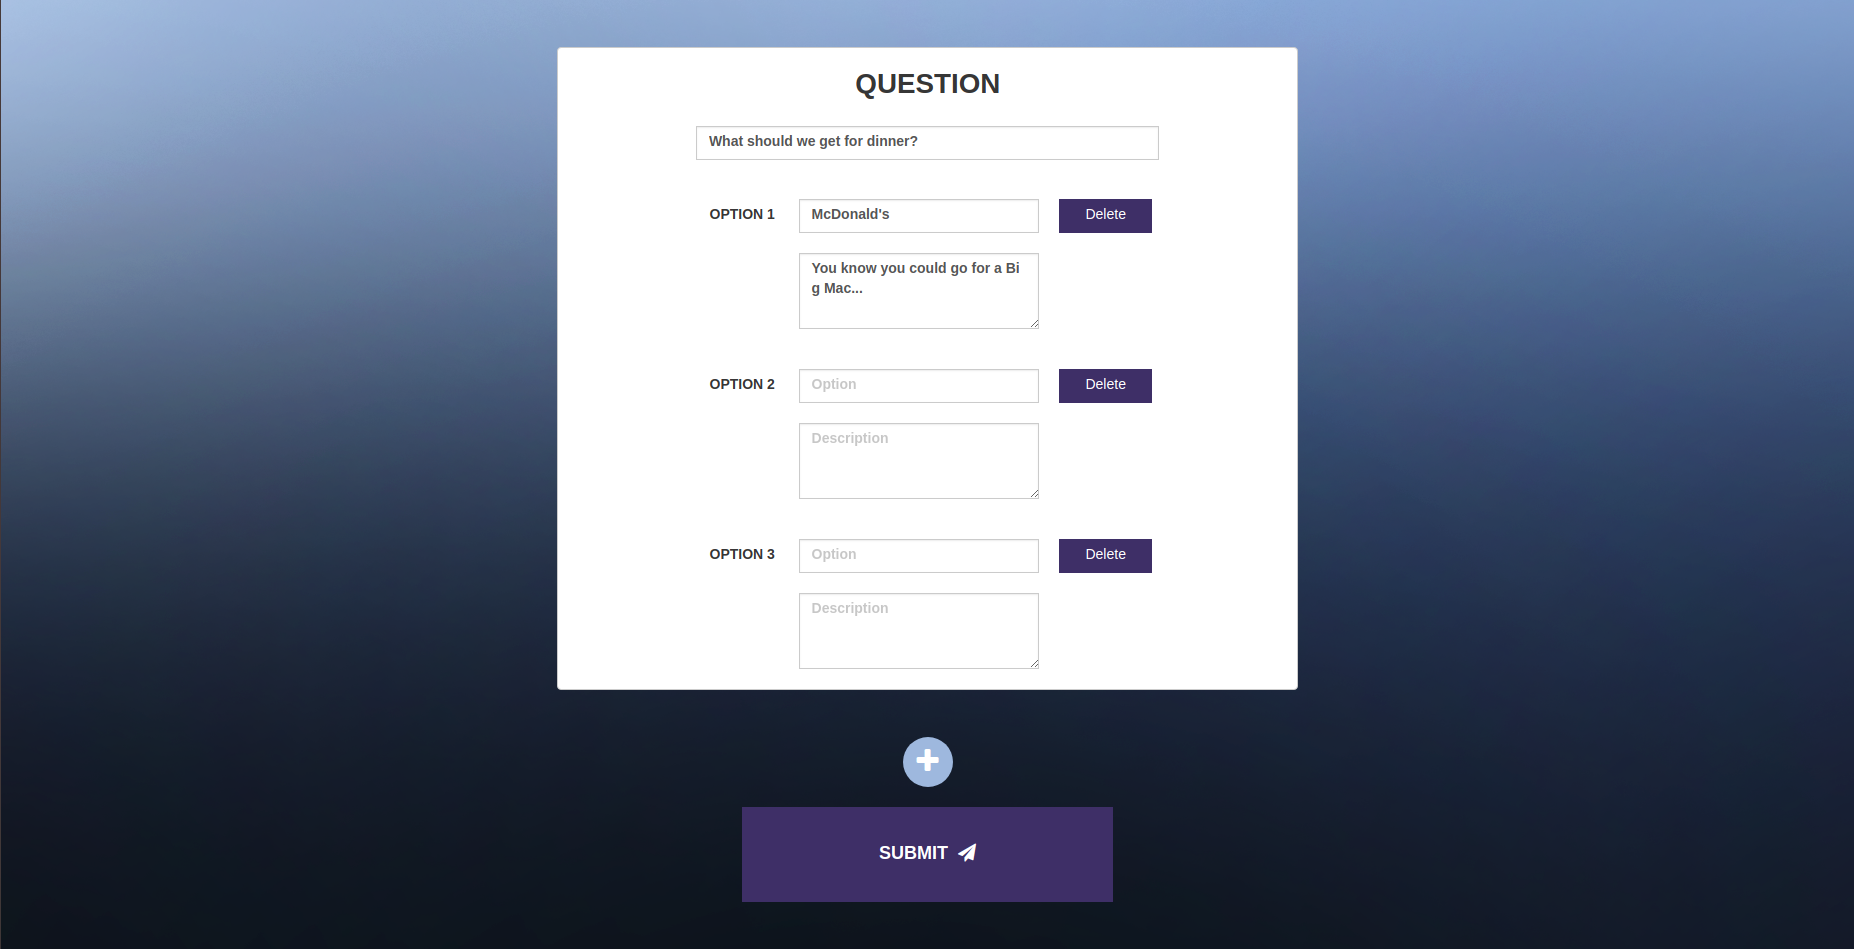 QUESTION
What should we get for dinner?
OPTION 1
McDonald's
Delete
You know you could go for a Bi
g Mac...
OPTION 2
Option
Delete
Description
OPTION 3
Option
Delete
Description
SUBMIT